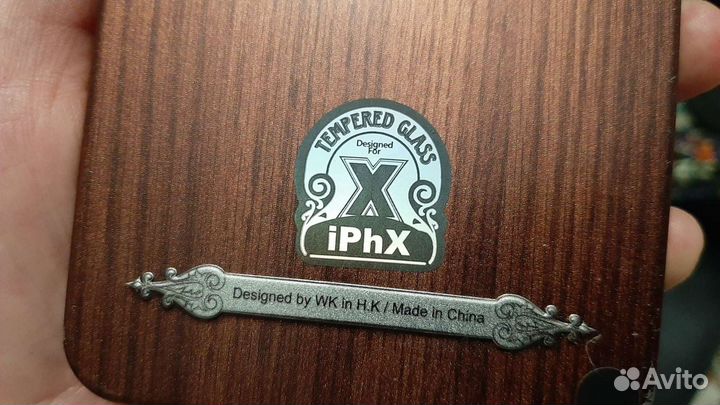 TEMPERED GLASS
Designed
For
X
iPhX
Designed by WK in H.K / Made in China
Avito